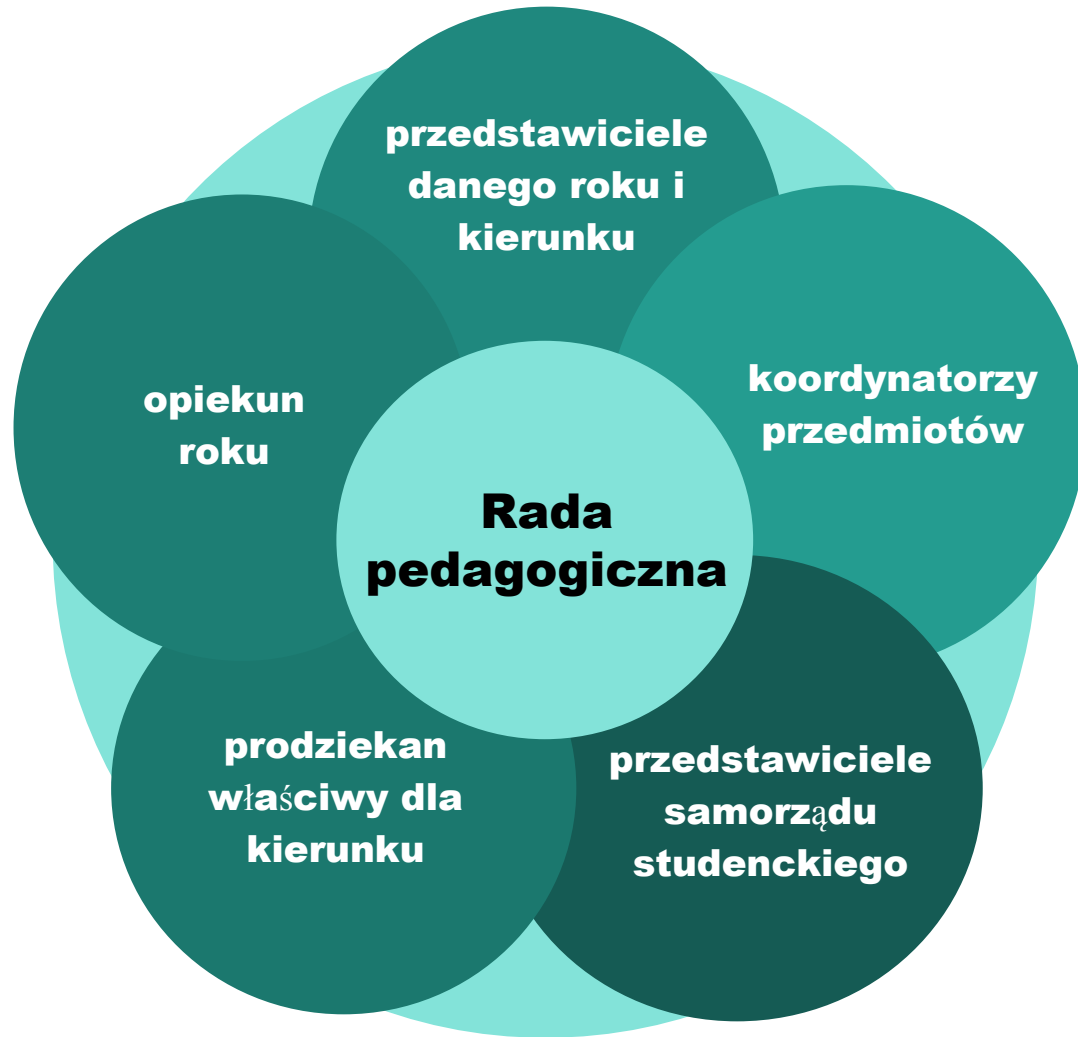 przedstawiciele
danego roku i
kierunku
koordynatorzy
przedmiotów
opiekun
roku
Rada
pedagogiczna
prodziekan
właściwy dla
kierunku
przedstawiciele
samorządu
studenckiego